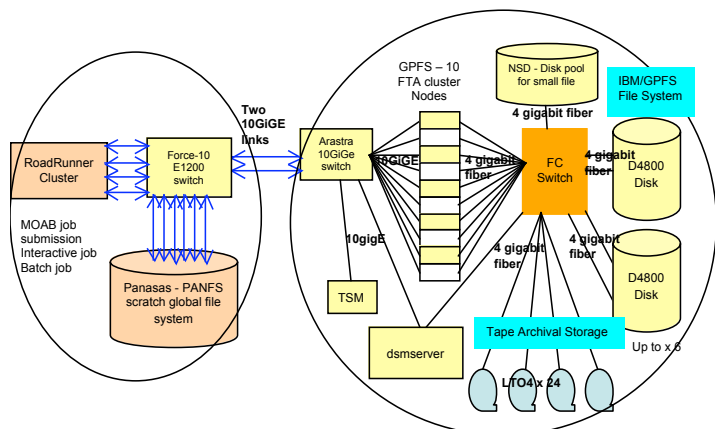 RoadRunner
Cluster
Force-10
E1200
switch
MOAB job
submission
Interactive job
Batch job
Panasas - PANFS
scratch global file
system
Two
10GiGE
links
Arastra
10GiGe
switch
GPFS – 10
FTA cluster
Nodes
10GiGE
10gigE
TSM
dsmserver
NSD - Disk pool
for small file
4 gigabit fiber
IBM/GPFS
File System
4 gigabit
fiber
FC
Switch
4 gigabit
fiber
D4800
Disk
4 gigabit
fiber
4 gigabit
fiber
D4800
Disk
Up to x 6
Tape Archival Storage
LTO4 x 24